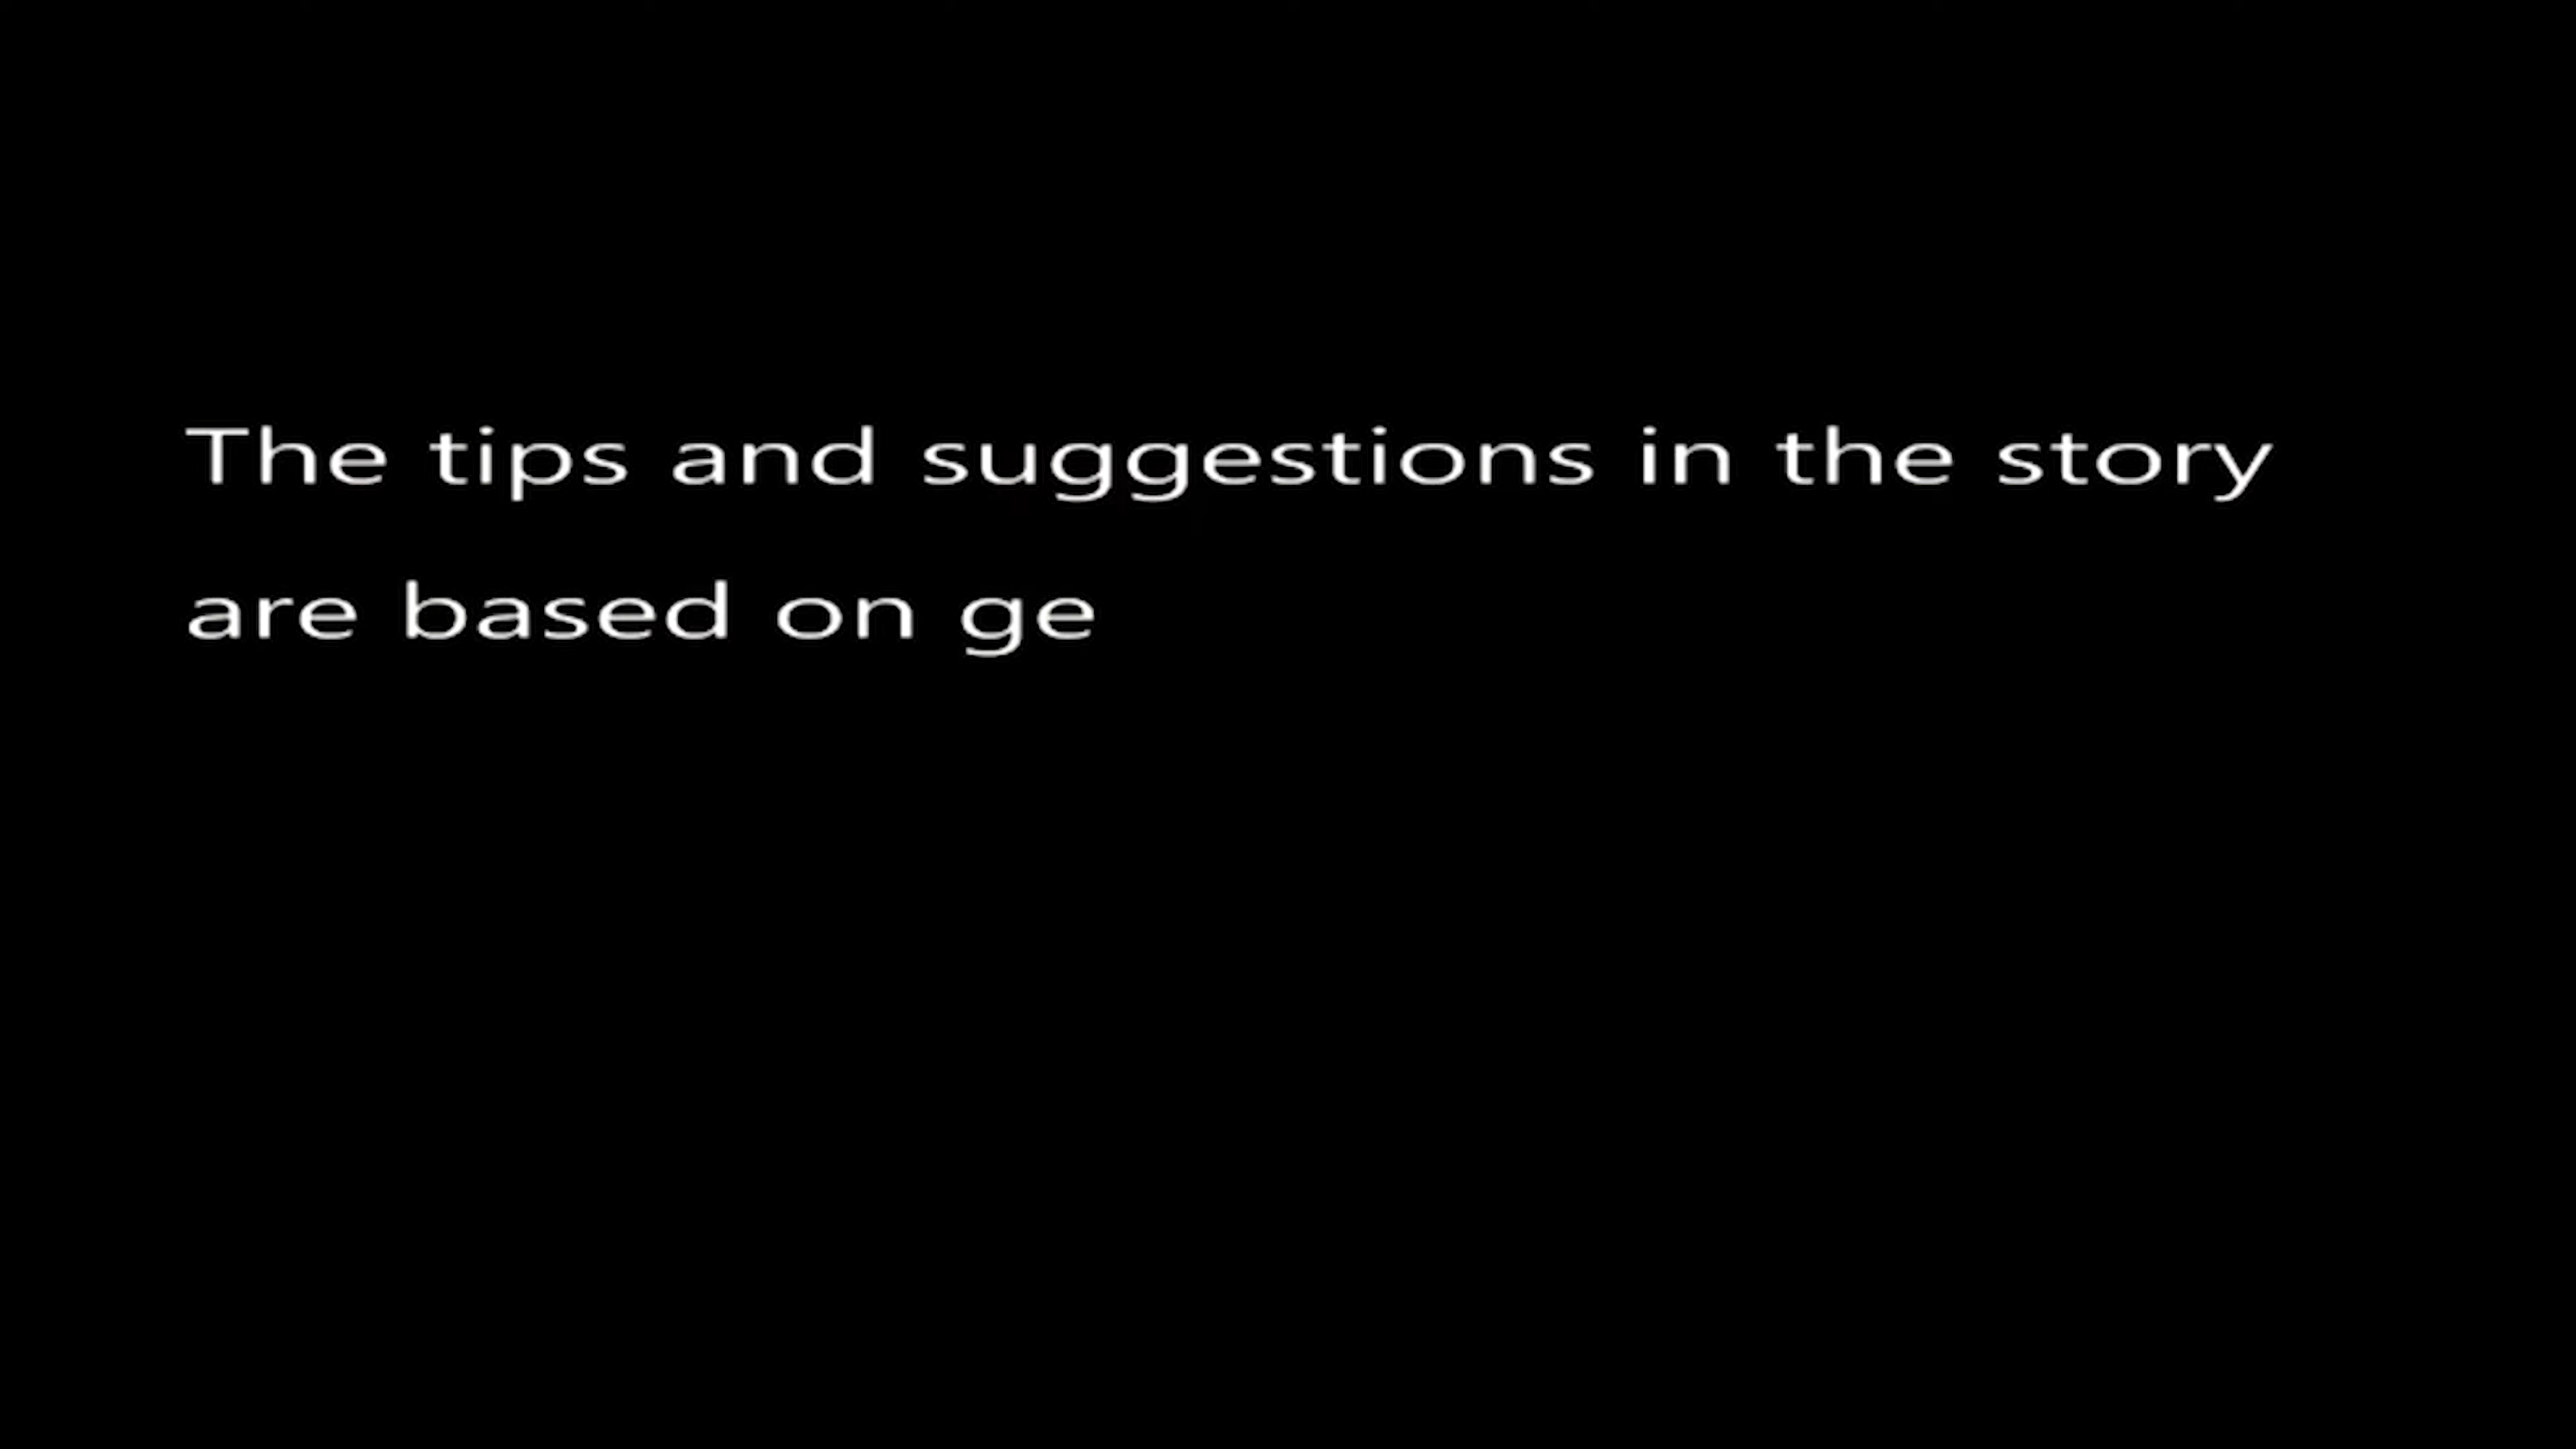 The tips and suggestions in the story
are based on ge